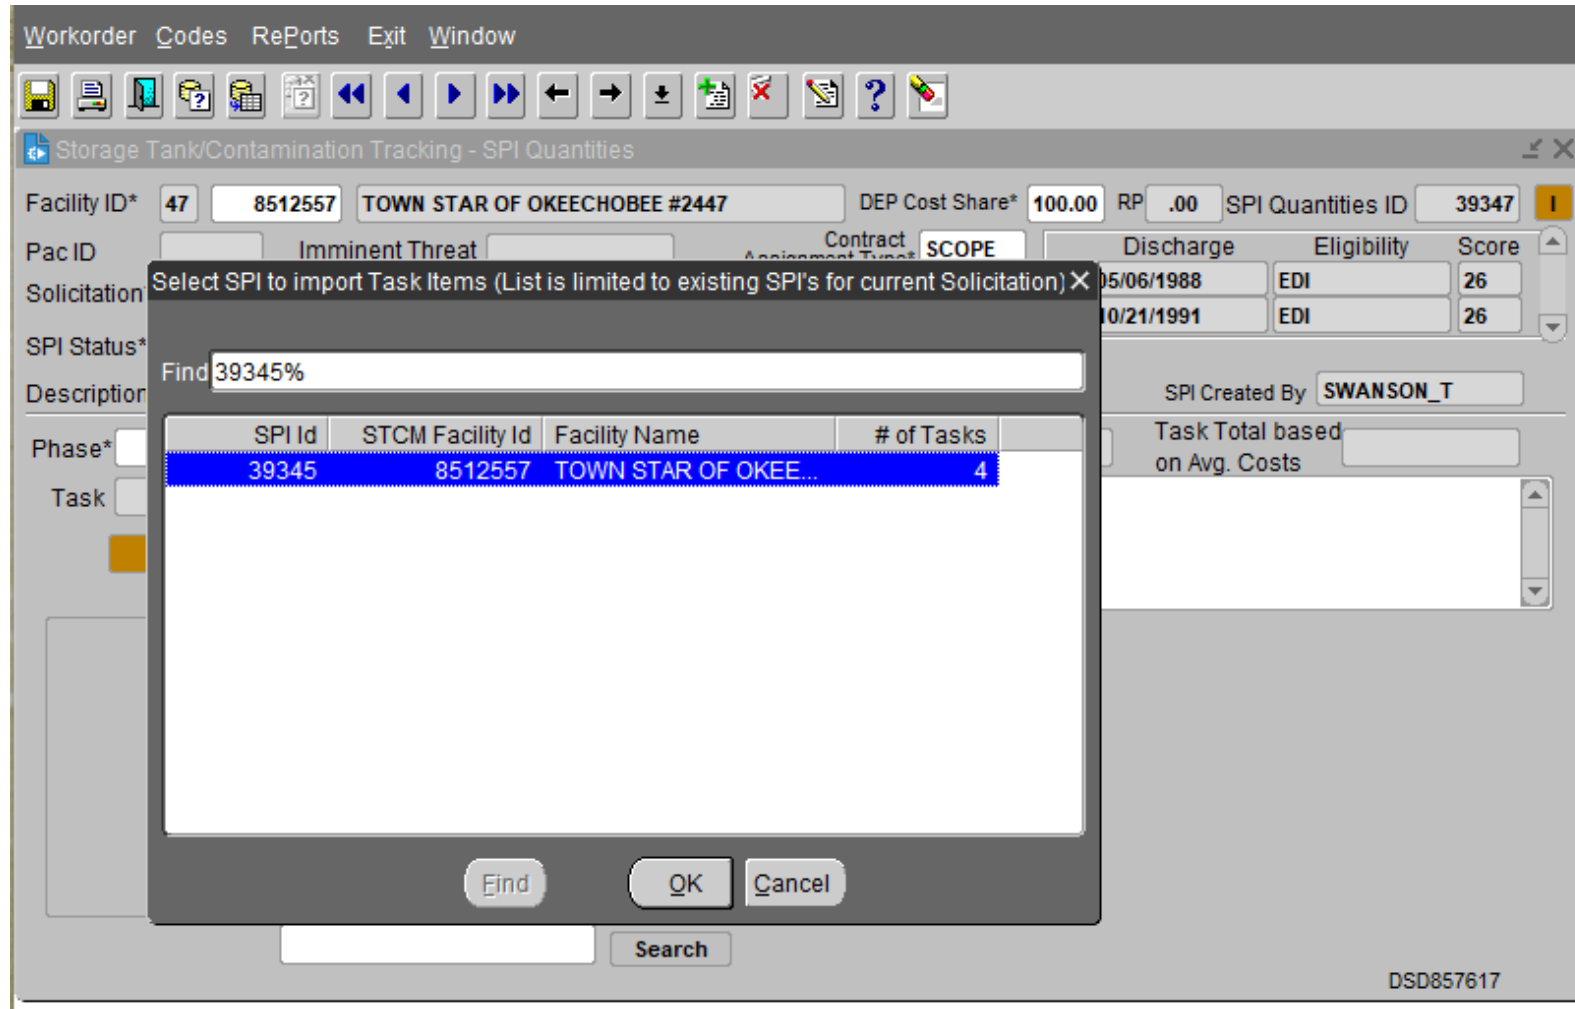 Workorder Codes RePorts Exit Window
Storage Tank/Contamination Tracking - SPI Quantities
Facility ID* 47 8512557 TOWN STAR OF OKEECHOBEE #2447 DEP Cost Share* 100.00 RP .00 SPI Quantities ID 39347 I
Pac ID Imminent Threat Contract SCOPE Discharge Eligibility Score
Select SPI to import Task Items (List is limited to existing SPI's for current Solicitation)
Solicitation 05/06/1988 EDI 26
10/21/1991 EDI 26
SPI Status*
Find 39345%
Description SPI Created By SWANSON_T
SPI Id STCM Facility Id Facility Name # of Tasks
39345 8512557 TOWN STAR OF OKEE... 4
Phase* Task Total based
on Avg. Costs
Task
Find OK Cancel
Search
DSD857617